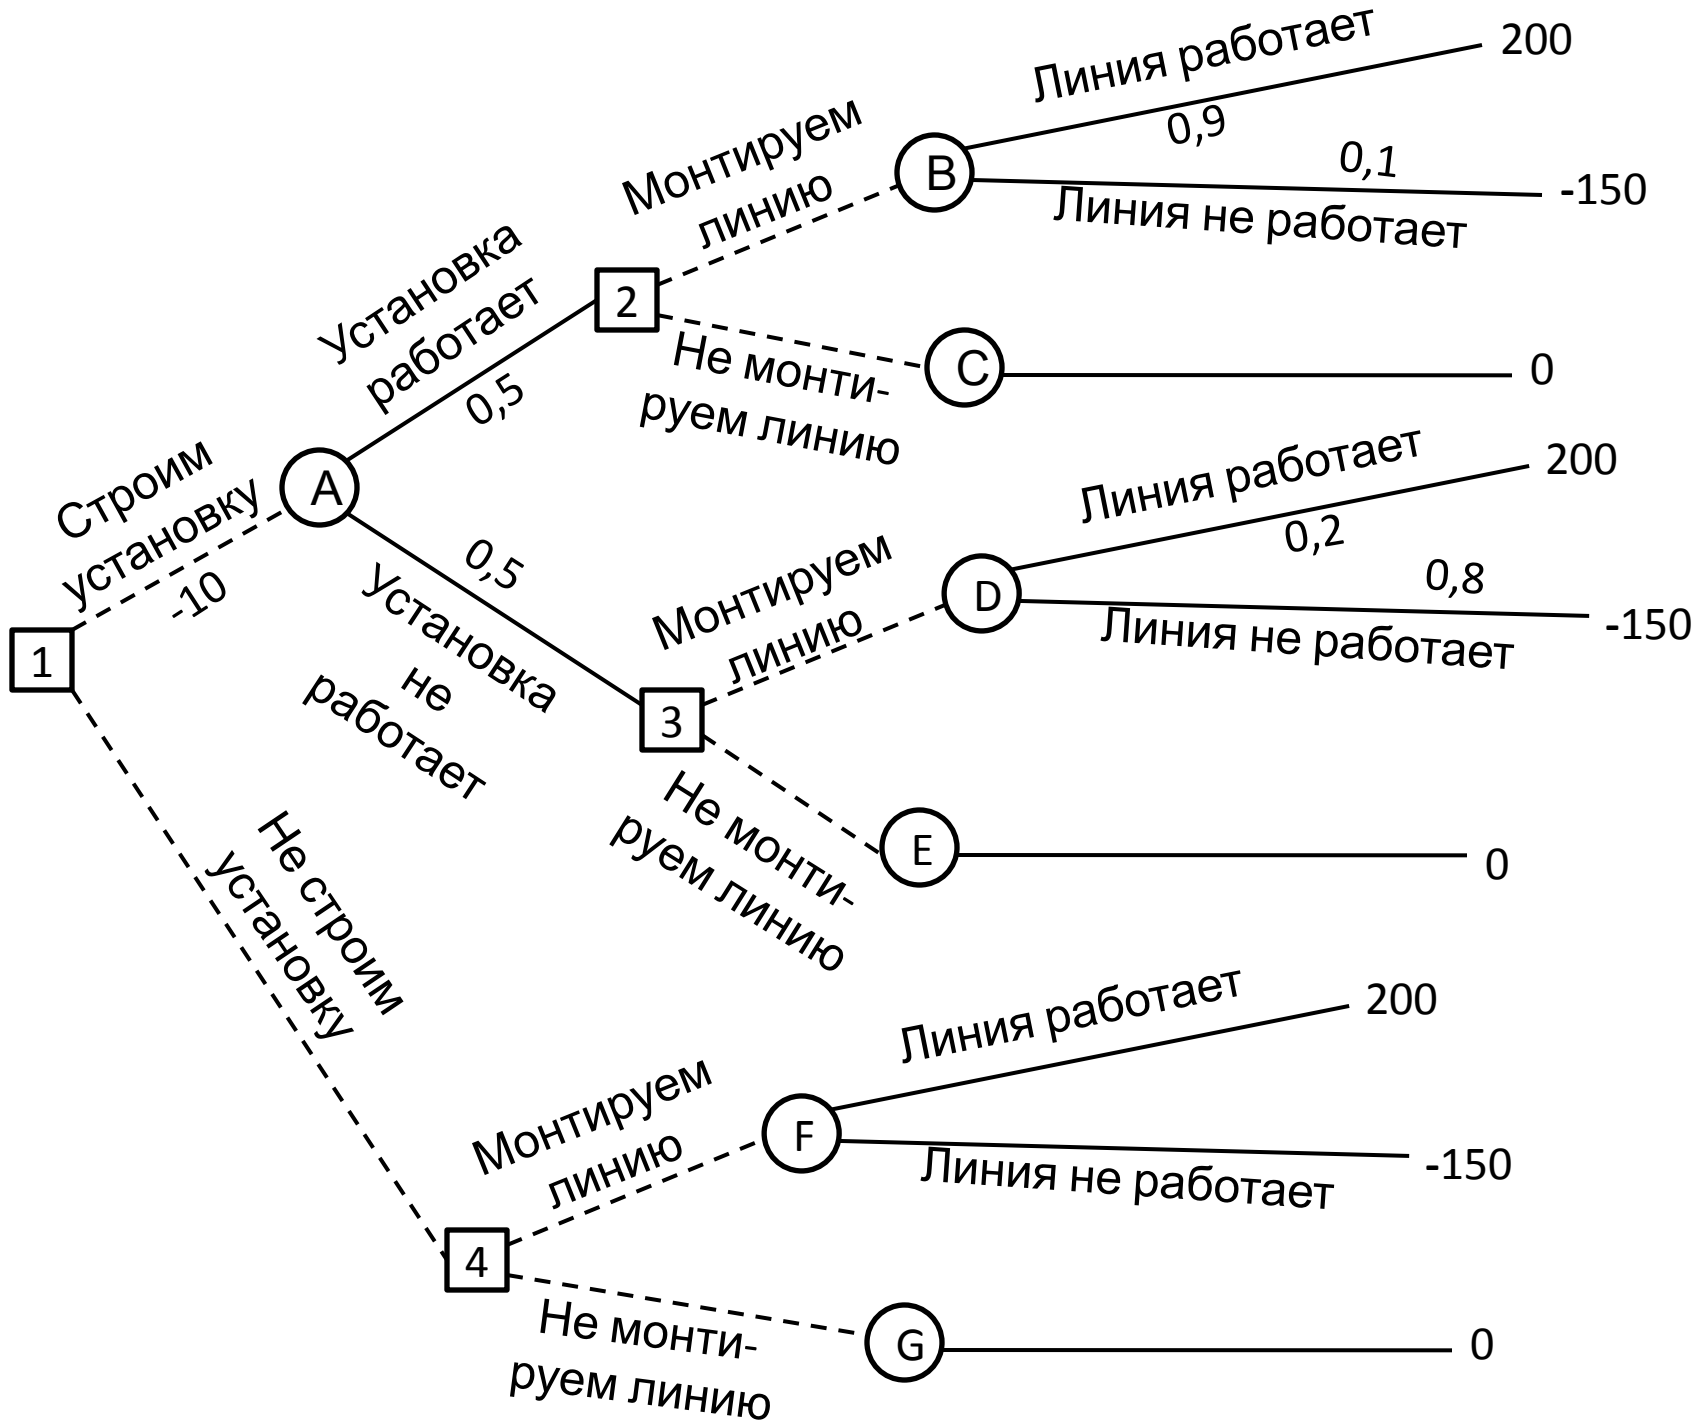 Линия работает
200
0,9
Монтируем
линию
B
0,1
-150
Линия не работает
Установка
работает
0,5
2
Не монти-
руем линию
C
0
Строим
установку
-10
A
1
0,5
Установка
не
работает
Линия работает
200
0,2
Монтируем
линию
D
0,8
-150
Линия не работает
3
Не монти-
руем линию
E
0
Не строим
установку
Линия работает
200
Монтируем
линию
F
-150
Линия не работает
4
Не монти-
руем линию
G
0